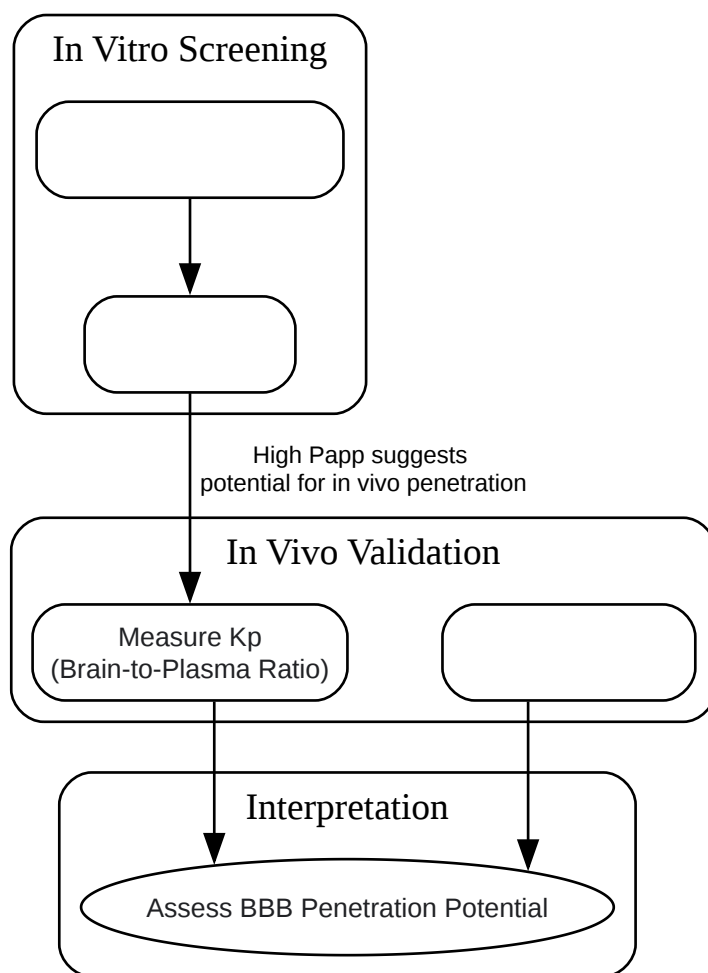 In Vitro Screening
High Papp suggests
potential for in vivo penetration
In Vivo Validation
Measure Kp
(Brain-to-Plasma Ratio)
Interpretation
Assess BBB Penetration Potential